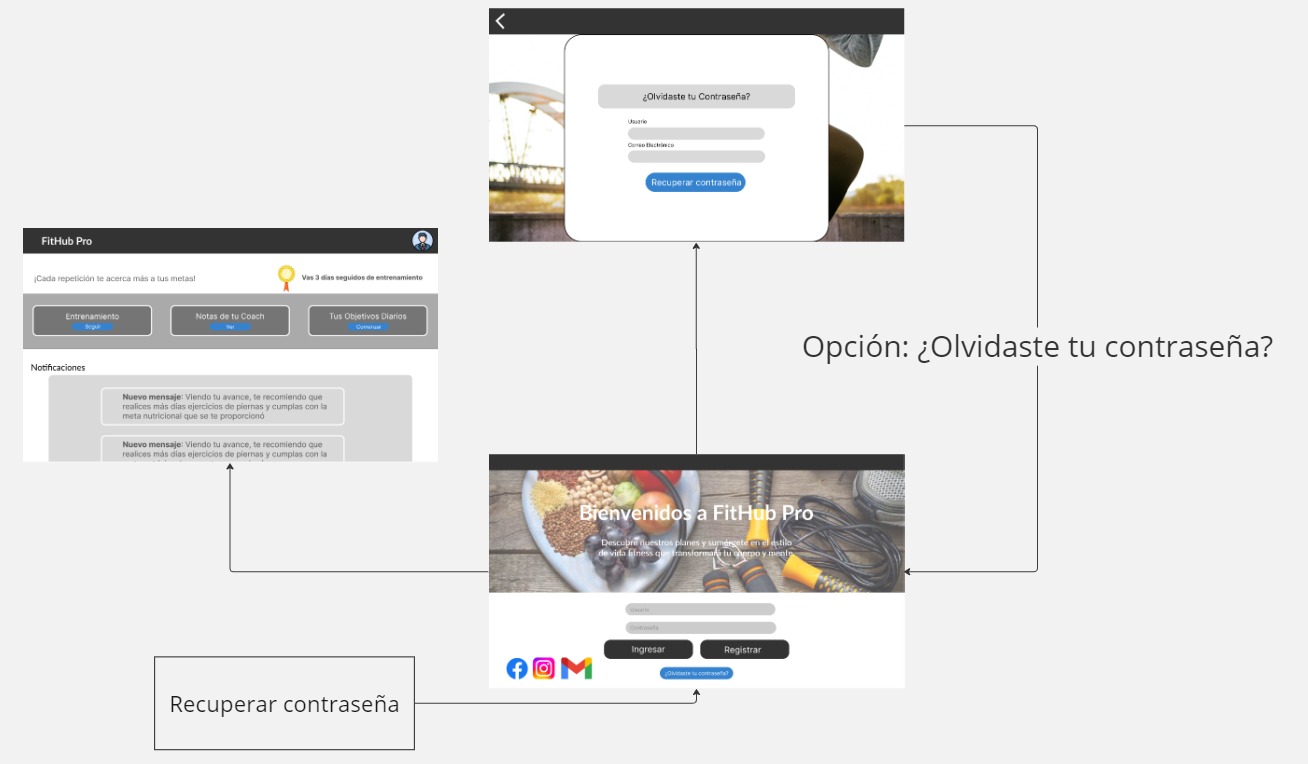 ¿Olvidaste tu Contraseña?
Usuario
Correo Electrónico
Recuperar contraseña
FitHub Pro
¡Cada repetición te acerca más a tus metas!
Vas 3 días seguidos de entrenamiento
Entrenamiento
Seguir
Notas de tu Coach
Ver
Tus Objetivos Diarios
Comenzar
Notificaciones
Nuevo mensaje: Viendo tu avance, te recomiendo que
realices más días ejercicios de piernas y cumplas con la
meta nutricional que se te proporcionó
Nuevo mensaje: Viendo tu avance, te recomiendo que
realices más días ejercicios de piernas y cumplas con la
Opción: ¿Olvidaste tu contraseña?
Bienvenidos a FitHub Pro
Descubre nuestros planes y sumérgete en el estilo
de vida fitness que transformará tu cuerpo y mente.
Usuario
Contraseña
Ingresar
Registrar
¿Olvidaste tu contraseña?
Recuperar contraseña